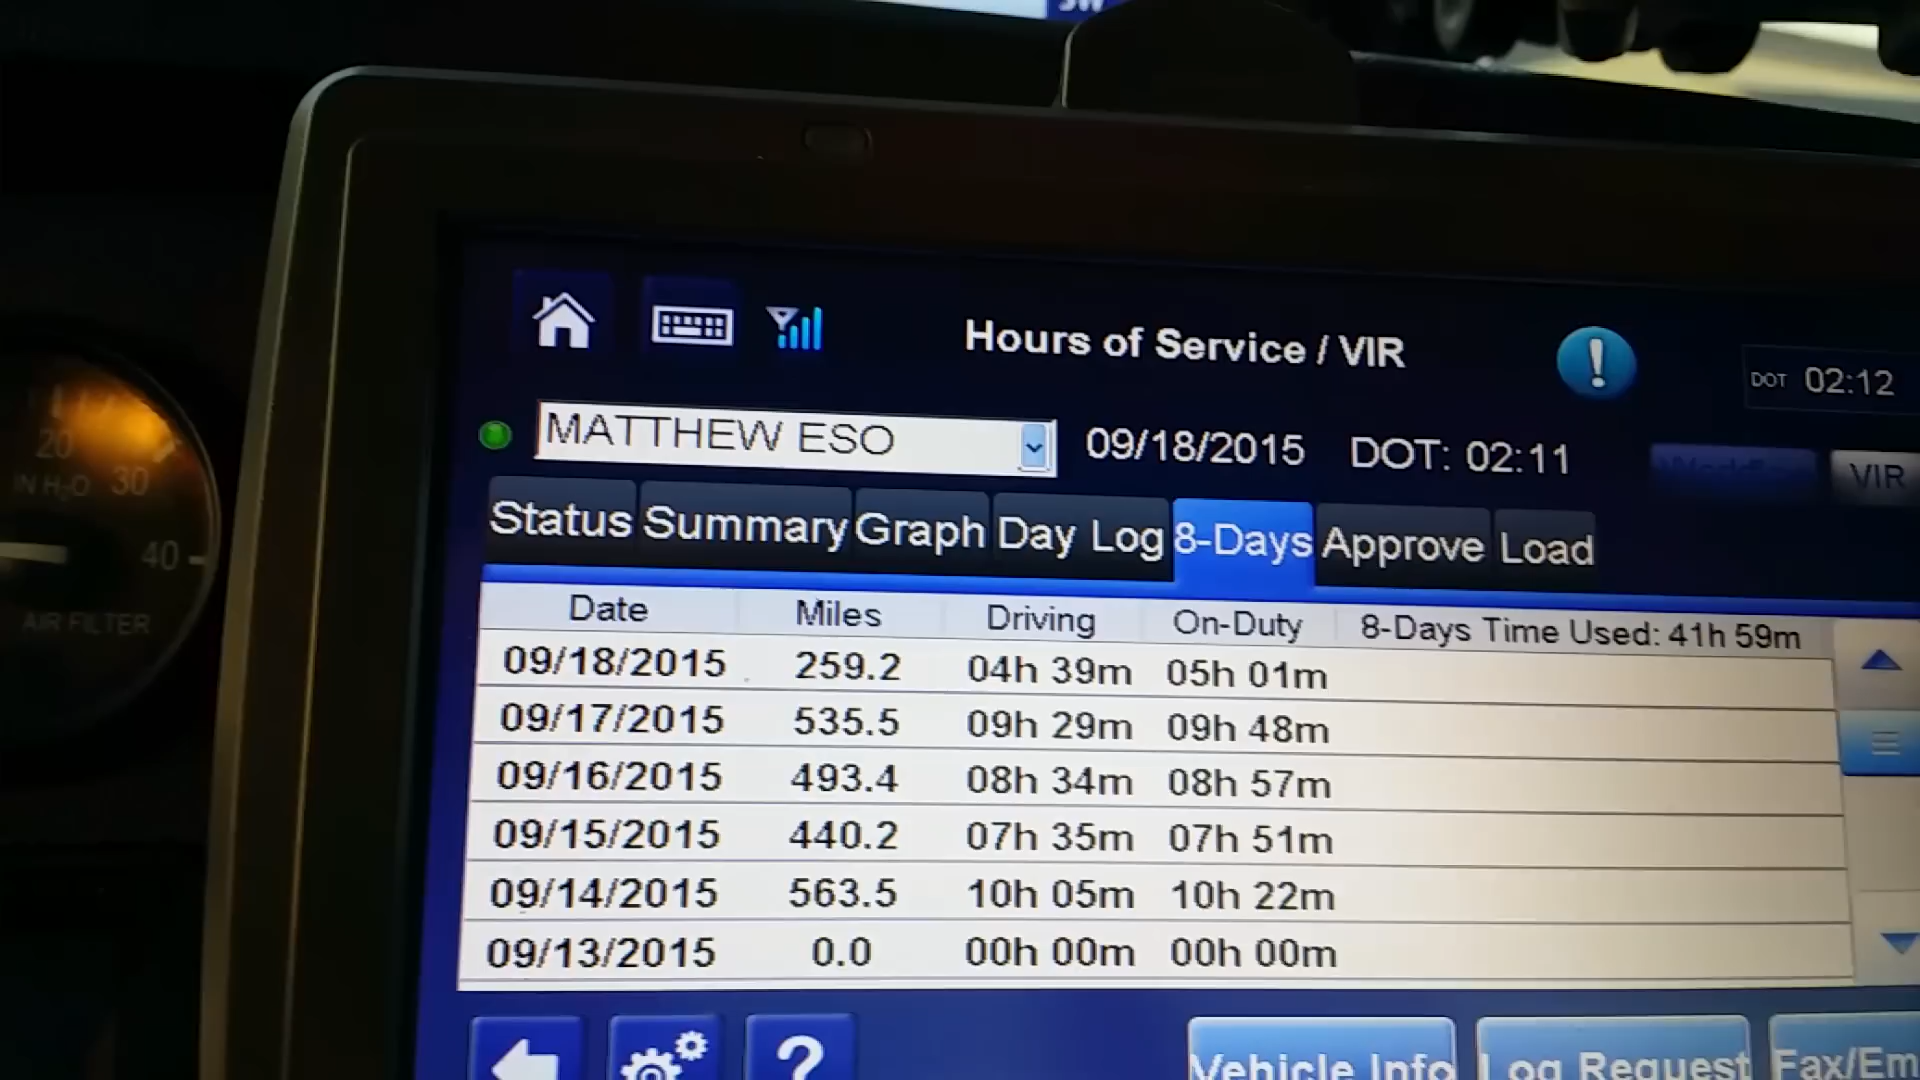 Hours of Service / VIR
DOT 02:12
MATTHEW ESO 09/18/2015 DOT: 02:11
VIR
Status Summary Graph Day Log 8-Days Approve Load
Date Miles Driving On-Duty 8-Days Time Used: 41h 59m
09/18/2015 259.2 04h 39m 05h 01m
09/17/2015 535.5 09h 29m 09h 48m
09/16/2015 493.4 08h 34m 08h 57m
09/15/2015 440.2 07h 35m 07h 51m
09/14/2015 563.5 10h 05m 10h 22m
09/13/2015 0.0 00h 00m 00h 00m
Vehicle Info Log Request Fax/Em
20
IN H₂O 30
40
AIR FILTER